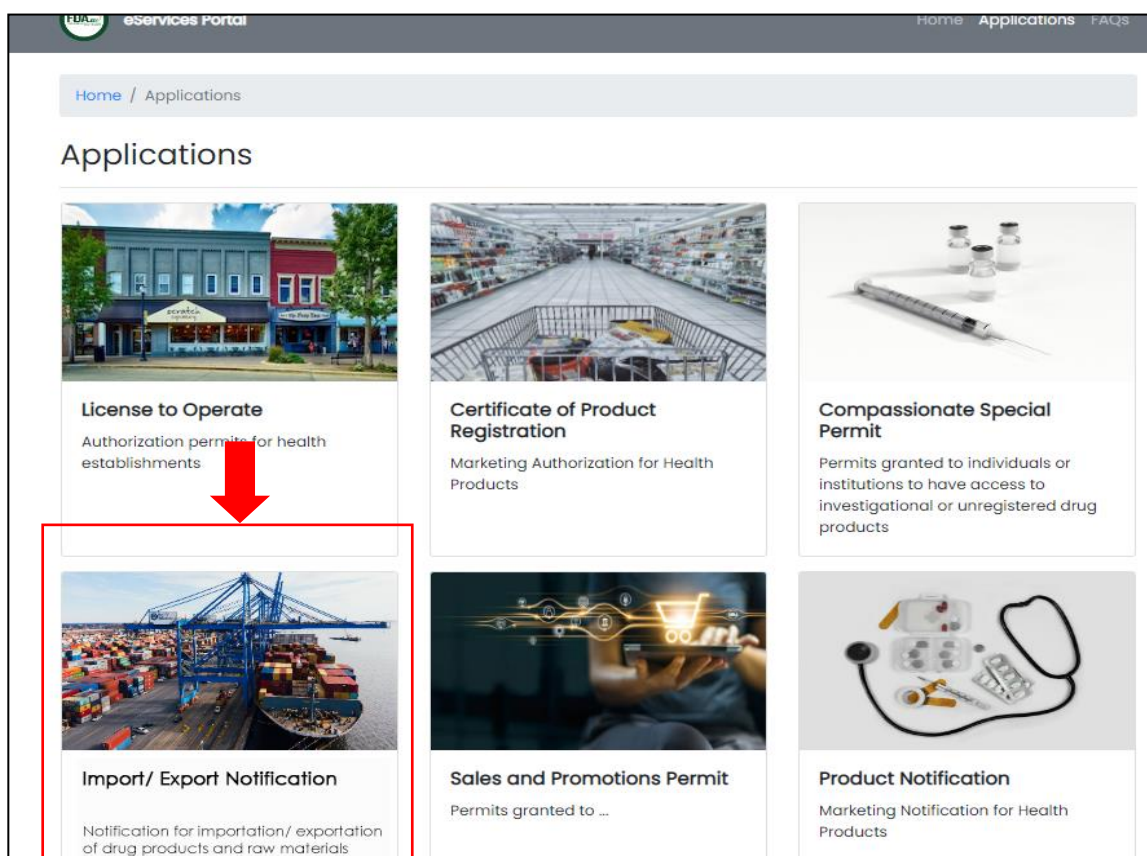 FDA
eServices Portal
Home Applications FAQs
Home / Applications
Applications
License to Operate
Authorization permits for health
establishments
Certificate of Product
Registration
Marketing Authorization for Health
Products
Compassionate Special
Permit
Permits granted to individuals or
institutions to have access to
investigational or unregistered drug
products
Import/ Export Notification
Notification for importation/ exportation
of drug products and raw materials
Sales and Promotions Permit
Permits granted to ...
Product Notification
Marketing Notification for Health
Products